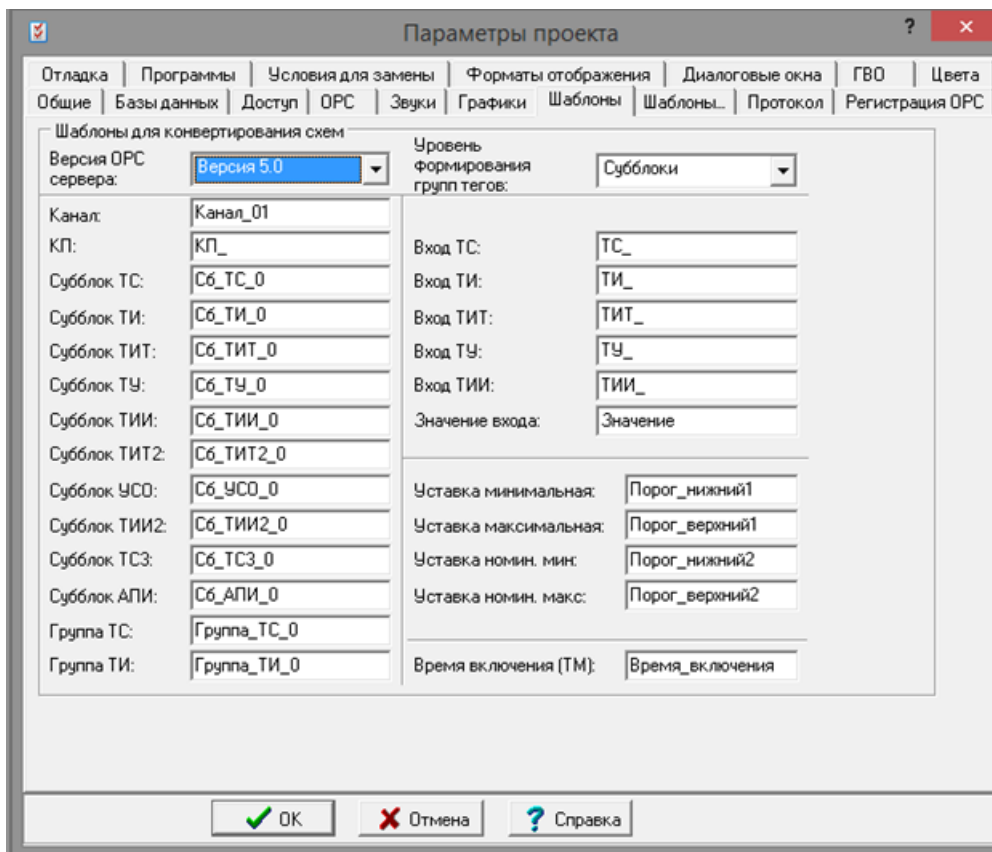 Параметры проекта ?
Отладка Программы Условия для замены Форматы отображения Диалоговые окна ГВО Цвета
Общие Базы данных Доступ ОРС Звуки Графики Шаблоны Шаблоны... Протокол Регистрация ОРС
Шаблоны для конвертирования схем
Версия ОРС сервера: Версия 5.0
Уровень формирования групп тегов: Субблоки
Канал: Канал_01
КП: КП_
Субблок ТС: Сб_ТС_0
Субблок ТИ: Сб_ТИ_0
Субблок ТИТ: Сб_ТИТ_0
Субблок ТУ: Сб_ТУ_0
Субблок ТИИ: Сб_ТИИ_0
Субблок ТИТ2: Сб_ТИТ2_0
Субблок УСО: Сб_УСО_0
Субблок ТИИ2: Сб_ТИИ2_0
Субблок ТС3: Сб_ТС3_0
Субблок АПИ: Сб_АПИ_0
Группа ТС: Группа_ТС_0
Группа ТИ: Группа_ТИ_0
Вход ТС: ТС_
Вход ТИ: ТИ_
Вход ТИТ: ТИТ_
Вход ТУ: ТУ_
Вход ТИИ: ТИИ_
Значение входа: Значение
Уставка минимальная: Порог_нижний1
Уставка максимальная: Порог_верхний1
Уставка номин. мин: Порог_нижний2
Уставка номин. макс: Порог_верхний2
Время включения (ТМ): Время_включения
ОК Отмена ? Справка